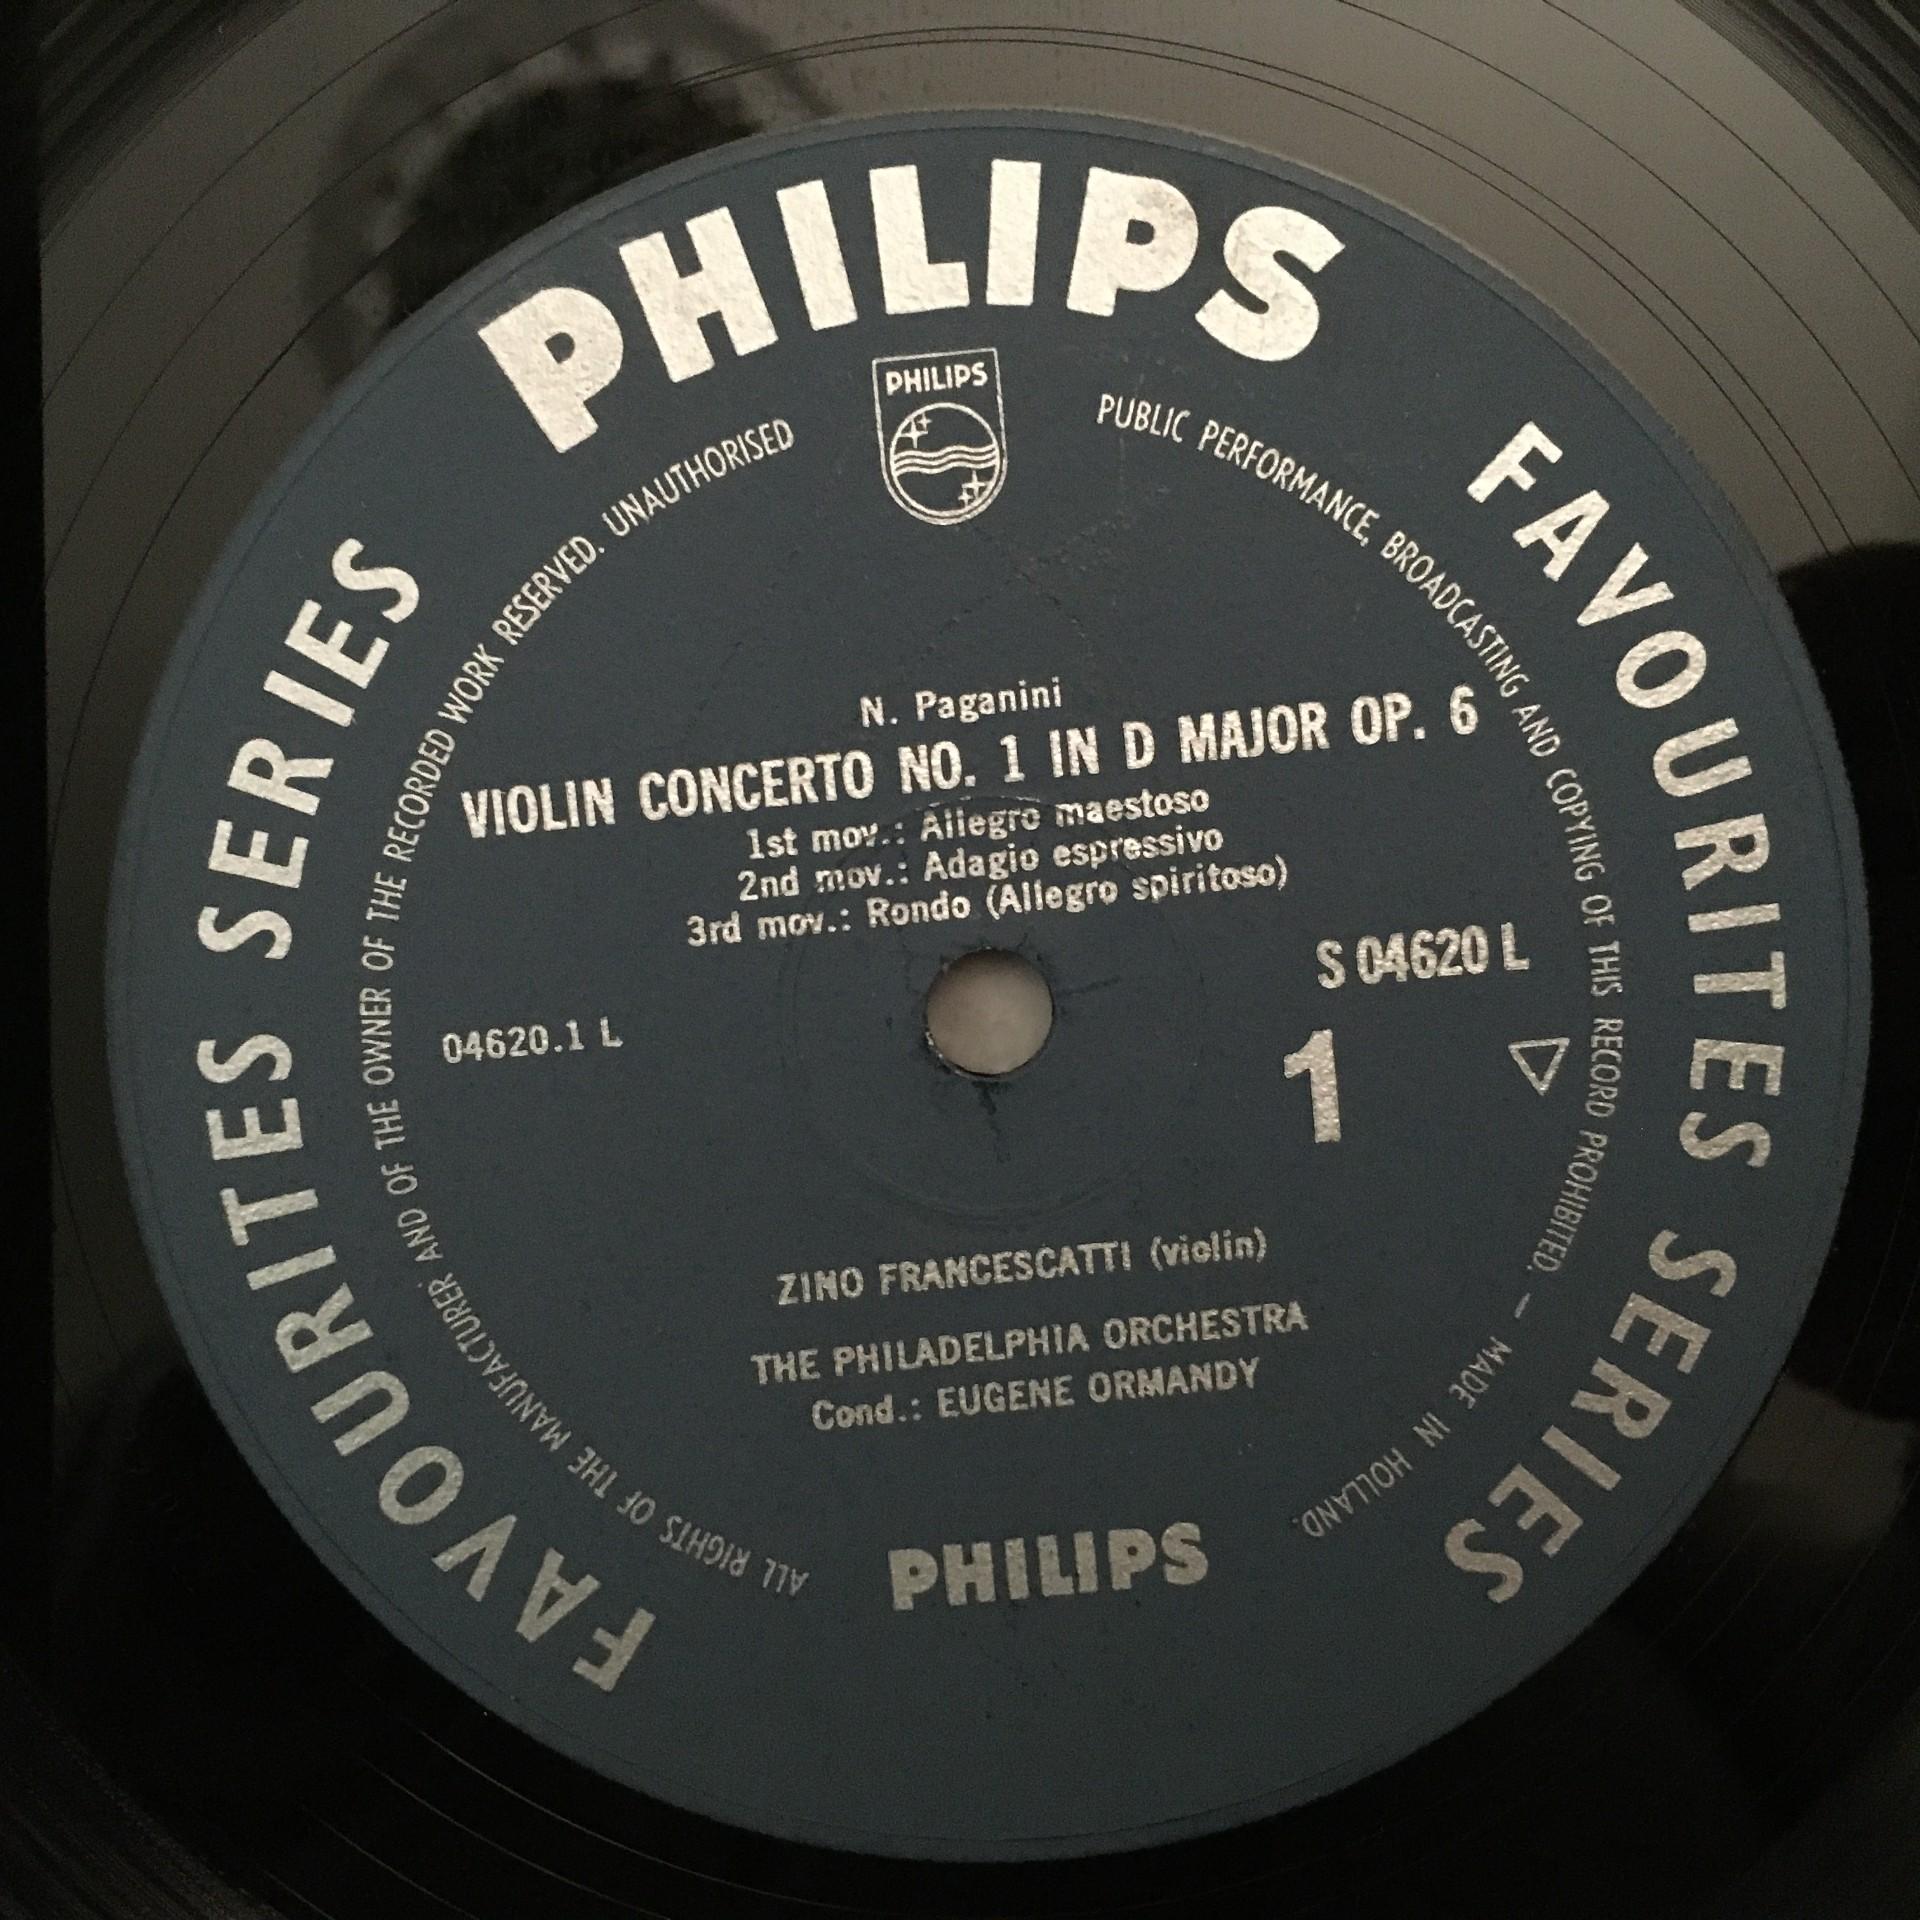 PHILIPS
FAVOURITES SERIES
FAVOURITES SERIES
ALL RIGHTS OF THE MANUFACTURER AND OF THE OWNER OF THE RECORDED WORK RESERVED. UNAUTHORISED
PHILIPS
PUBLIC PERFORMANCE, BROADCASTING AND COPYING OF THIS RECORD PROHIBITED. – MADE IN HOLLAND.
N. Paganini
VIOLIN CONCERTO NO. 1 IN D MAJOR OP. 6
1st mov.: Allegro maestoso
2nd mov.: Adagio espressivo
3rd mov.: Rondo (Allegro spiritoso)
S 04620 L
04620.1 L
1
ZINO FRANCESCATTI (violin)
THE PHILADELPHIA ORCHESTRA
Cond.: EUGENE ORMANDY
PHILIPS